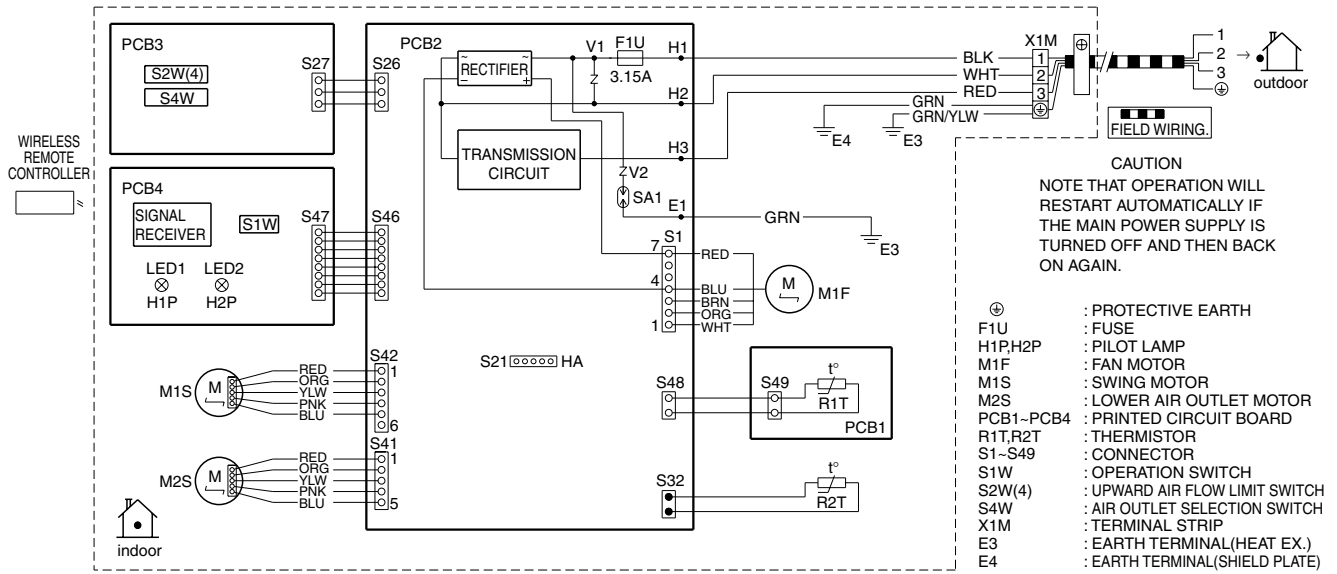 PCB3
S2W(4)
S4W
S27
S26
PCB2
RECTIFIER
~
~
-
+
V1
F1U
3.15A
Z
H1
H2
H3
TRANSMISSION
CIRCUIT
Z V2
SA1
E1
GRN
E3
BLK
WHT
RED
GRN
GRN/YLW
E4
E3
X1M
1
2
3
1
2
3
→
outdoor
FIELD WIRING.
WIRELESS
REMOTE
CONTROLLER
PCB4
SIGNAL
RECEIVER
S1W
LED1
LED2
H1P
H2P
S47
S46
S1
7
4
1
RED
BLU
BRN
ORG
WHT
M
M1F
S21
HA
M1S
M
RED
ORG
YLW
PNK
BLU
S42
1
6
M2S
M
RED
ORG
YLW
PNK
BLU
S41
1
5
S48
S49
t°
R1T
PCB1
S32
t°
R2T
indoor
CAUTION
NOTE THAT OPERATION WILL
RESTART AUTOMATICALLY IF
THE MAIN POWER SUPPLY IS
TURNED OFF AND THEN BACK
ON AGAIN.
: PROTECTIVE EARTH
F1U : FUSE
H1P,H2P : PILOT LAMP
M1F : FAN MOTOR
M1S : SWING MOTOR
M2S : LOWER AIR OUTLET MOTOR
PCB1~PCB4 : PRINTED CIRCUIT BOARD
R1T,R2T : THERMISTOR
S1~S49 : CONNECTOR
S1W : OPERATION SWITCH
S2W(4) : UPWARD AIR FLOW LIMIT SWITCH
S4W : AIR OUTLET SELECTION SWITCH
X1M : TERMINAL STRIP
E3 : EARTH TERMINAL(HEAT EX.)
E4 : EARTH TERMINAL(SHIELD PLATE)